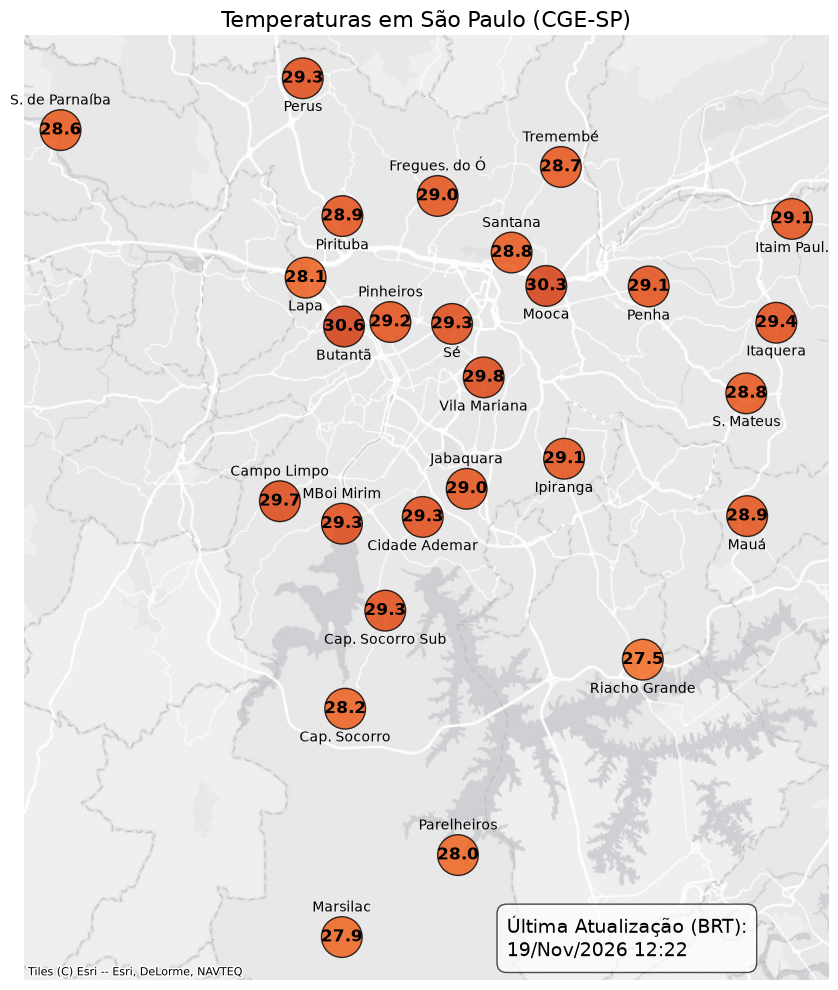 Temperaturas em São Paulo (CGE-SP)
29.3
Perus
S. de Parnaíba
28.6
Tremembé
28.7
Fregues. do Ó
29.0
28.9
Pirituba
29.1
Itaim Paul.
Santana
28.8
28.1
Lapa
30.3
Mooca
29.1
Penha
Pinheiros
29.2
30.6
Butantã
29.3
Sé
29.4
Itaquera
29.8
Vila Mariana
28.8
S. Mateus
29.1
Ipiranga
Jabaquara
29.0
Campo Limpo
29.7
MBoi Mirim
29.3
29.3
Cidade Ademar
28.9
Mauá
29.3
Cap. Socorro Sub
27.5
Riacho Grande
28.2
Cap. Socorro
Parelheiros
28.0
Marsilac
27.9
Última Atualização (BRT):
19/Nov/2026 12:22
Tiles (C) Esri -- Esri, DeLorme, NAVTEQ